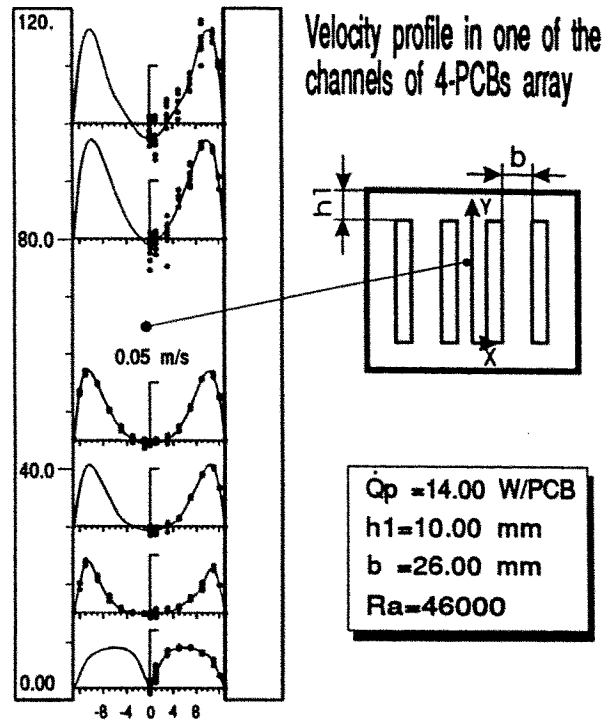 Velocity profile in one of the
channels of 4-PCBs array
120.
80.0
0.05 m/s
40.0
0.00
-8 -4 0 4 8
h1
b
Y
X
Q̇p =14.00 W/PCB
h1=10.00 mm
b =26.00 mm
Ra=46000